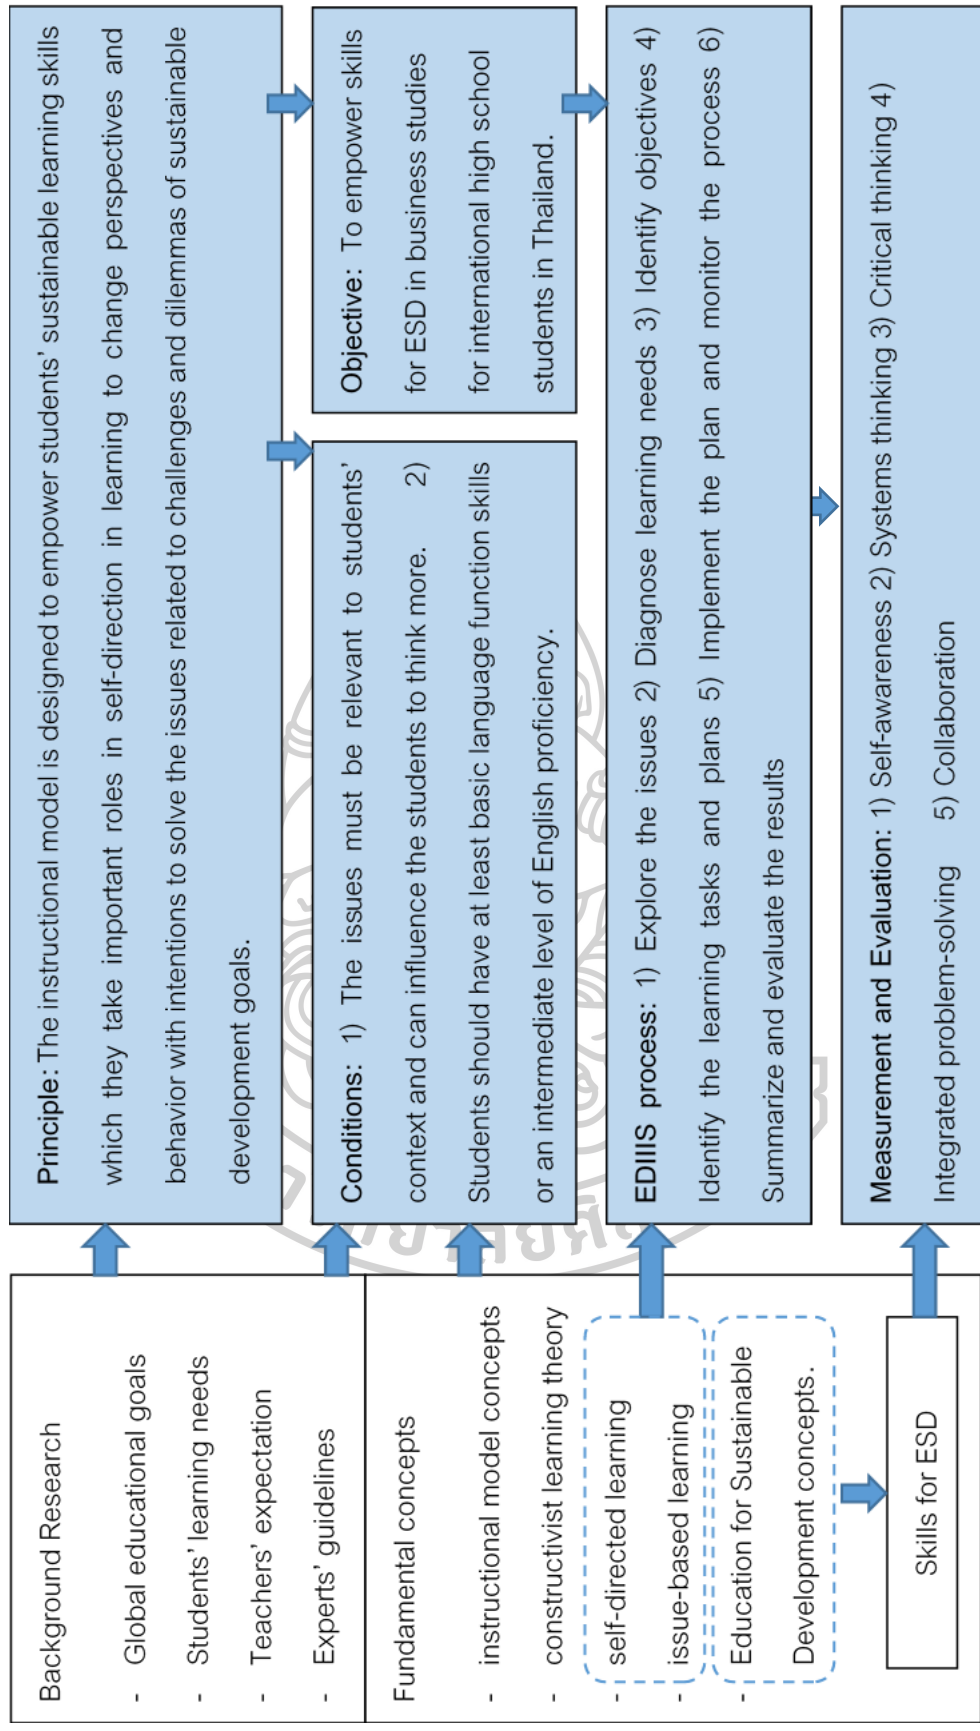 Background Research
- Global educational goals
- Students' learning needs
- Teachers' expectation
- Experts' guidelines
Fundamental concepts
- instructional model concepts
- constructivist learning theory
- self-directed learning
- issue-based learning
- Education for Sustainable
Development concepts.
Skills for ESD
Principle: The instructional model is designed to empower students' sustainable learning skills
which they take important roles in self-direction in learning to change perspectives and
behavior with intentions to solve the issues related to challenges and dilemmas of sustainable
development goals.
Conditions: 1) The issues must be relevant to students'
context and can influence the students to think more. 2)
Students should have at least basic language function skills
or an intermediate level of English proficiency.
Objective: To empower skills
for ESD in business studies
for international high school
students in Thailand.
EDIIIS process: 1) Explore the issues 2) Diagnose learning needs 3) Identify objectives 4)
Identify the learning tasks and plans 5) Implement the plan and monitor the process 6)
Summarize and evaluate the results
Measurement and Evaluation: 1) Self-awareness 2) Systems thinking 3) Critical thinking 4)
Integrated problem-solving 5) Collaboration